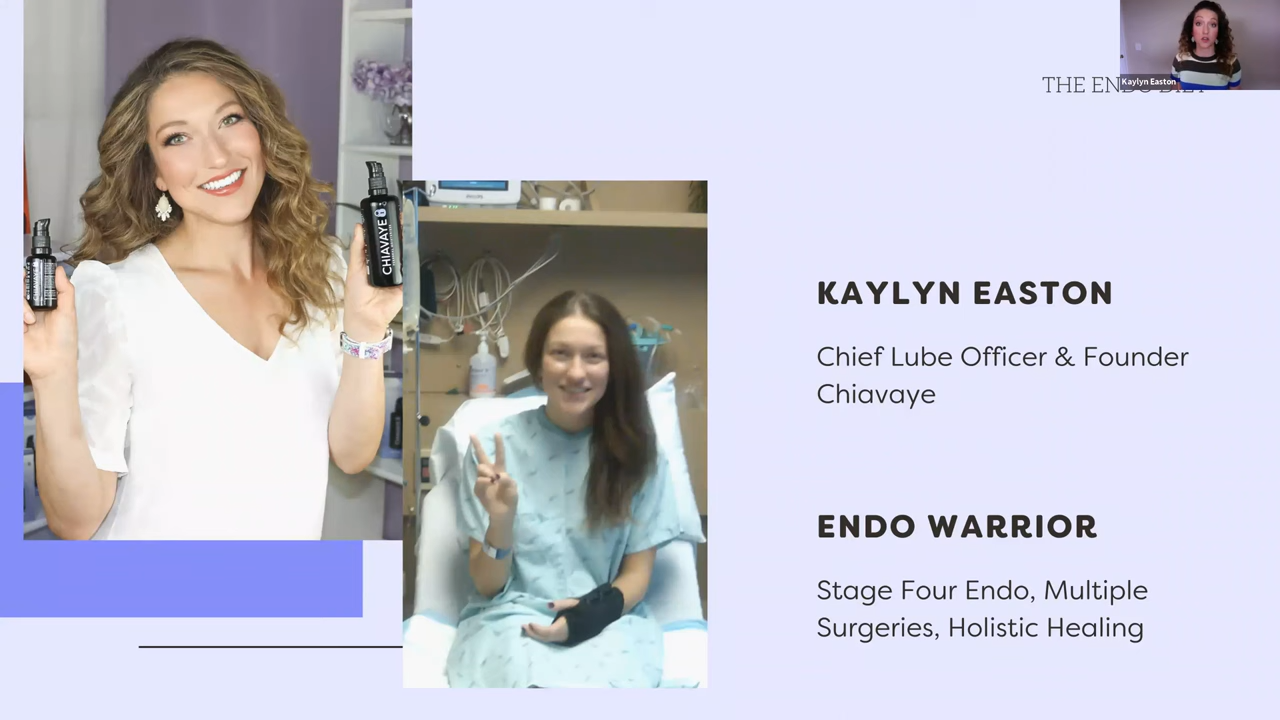 Kaylyn Easton
KAYLYN EASTON
Chief Lube Officer & Founder
Chiavaye
ENDO WARRIOR
Stage Four Endo, Multiple
Surgeries, Holistic Healing
CHIAVAYE
THE